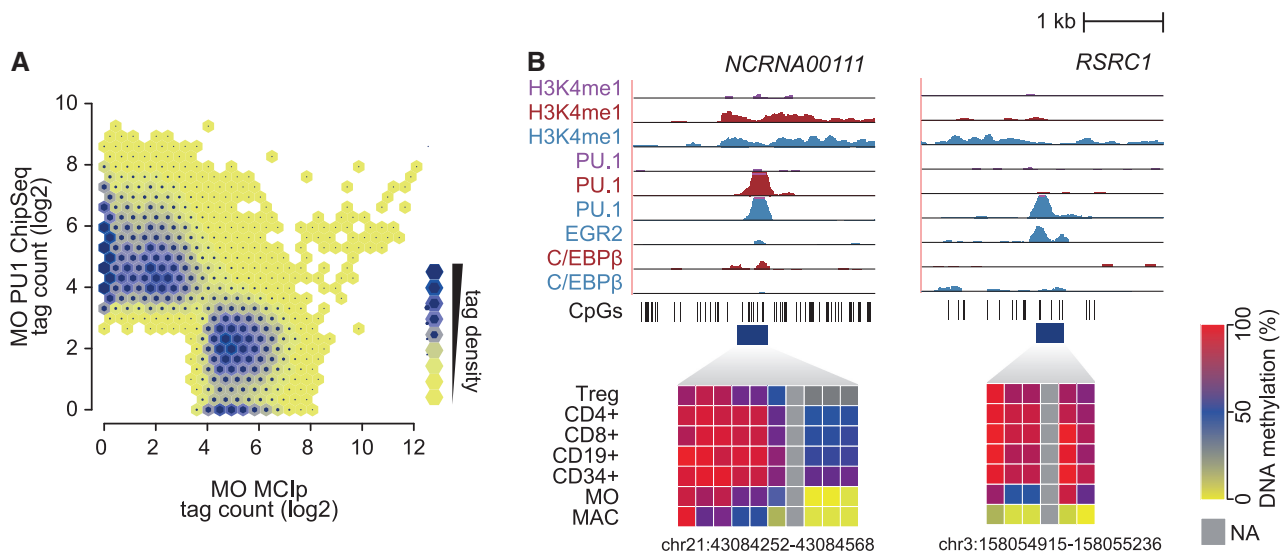 A
10
8
6
4
2
0
MO PU1 ChipSeq
tag count (log2)
0 2 4 6 8 10 12
MO MCIp
tag count (log2)
tag density
B
1 kb
NCRNA00111
RSRC1
H3K4me1
H3K4me1
H3K4me1
PU.1
PU.1
PU.1
EGR2
C/EBPβ
C/EBPβ
CpGs
Treg
CD4+
CD8+
CD19+
CD34+
MO
MAC
chr21:43084252-43084568
chr3:158054915-158055236
100
50
0
DNA methylation (%)
NA